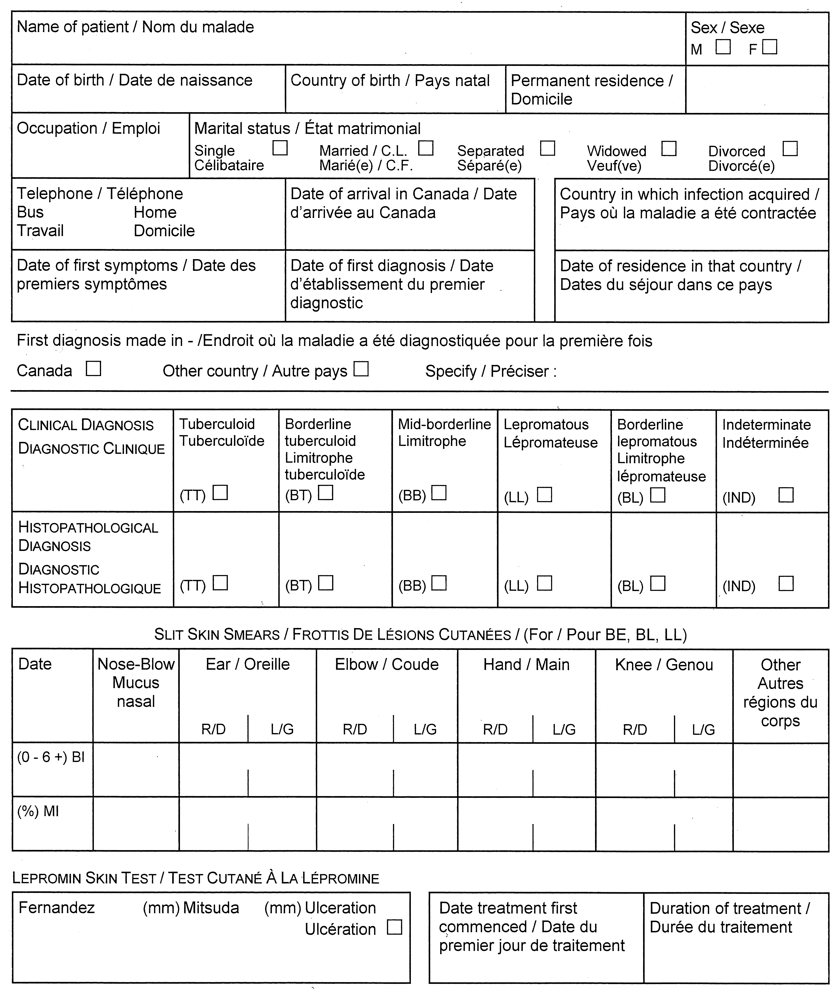 Name of patient / Nom du malade
Sex / Sexe
M F
Date of birth / Date de naissance
Country of birth / Pays natal
Permanent residence /
Domicile
Occupation / Emploi
Marital status / État matrimonial
Single Married / C.L. Separated Widowed Divorced
Célibataire Marié(e) / C.F. Séparé(e) Veuf(ve) Divorcé(e)
Telephone / Téléphone
Bus Home
Travail Domicile
Date of arrival in Canada / Date
d'arrivée au Canada
Country in which infection acquired /
Pays où la maladie a été contractée
Date of first symptoms / Date des
premiers symptômes
Date of first diagnosis / Date
d'établissement du premier
diagnostic
Date of residence in that country /
Dates du séjour dans ce pays
First diagnosis made in - /Endroit où la maladie a été diagnostiquée pour la première fois
Canada Other country / Autre pays Specify / Préciser :
CLINICAL DIAGNOSIS
DIAGNOSTIC CLINIQUE
Tuberculoid
Tuberculoïde
(TT)
Borderline
tuberculoid
Limitrophe
tuberculoïde
(BT)
Mid-borderline
Limitrophe
(BB)
Lepromatous
Lépromateuse
(LL)
Borderline
lepromatous
Limitrophe
lépromateuse
(BL)
Indeterminate
Indéterminée
(IND)
HISTOPATHOLOGICAL
DIAGNOSIS
DIAGNOSTIC
HISTOPATHOLOGIQUE
(TT) (BT) (BB) (LL) (BL) (IND)
SLIT SKIN SMEARS / FROTTIS DE LÉSIONS CUTANÉES / (For / Pour BE, BL, LL)
Date
Nose-Blow
Mucus
nasal
Ear / Oreille
R/D L/G
Elbow / Coude
R/D L/G
Hand / Main
R/D L/G
Knee / Genou
R/D L/G
Other
Autres
régions du
corps
(0 - 6 +) BI
(%) MI
LEPROMIN SKIN TEST / TEST CUTANÉ À LA LÉPROMINE
Fernandez (mm) Mitsuda (mm) Ulceration
Ulcération
Date treatment first
commenced / Date du
premier jour de traitement
Duration of treatment /
Durée du traitement